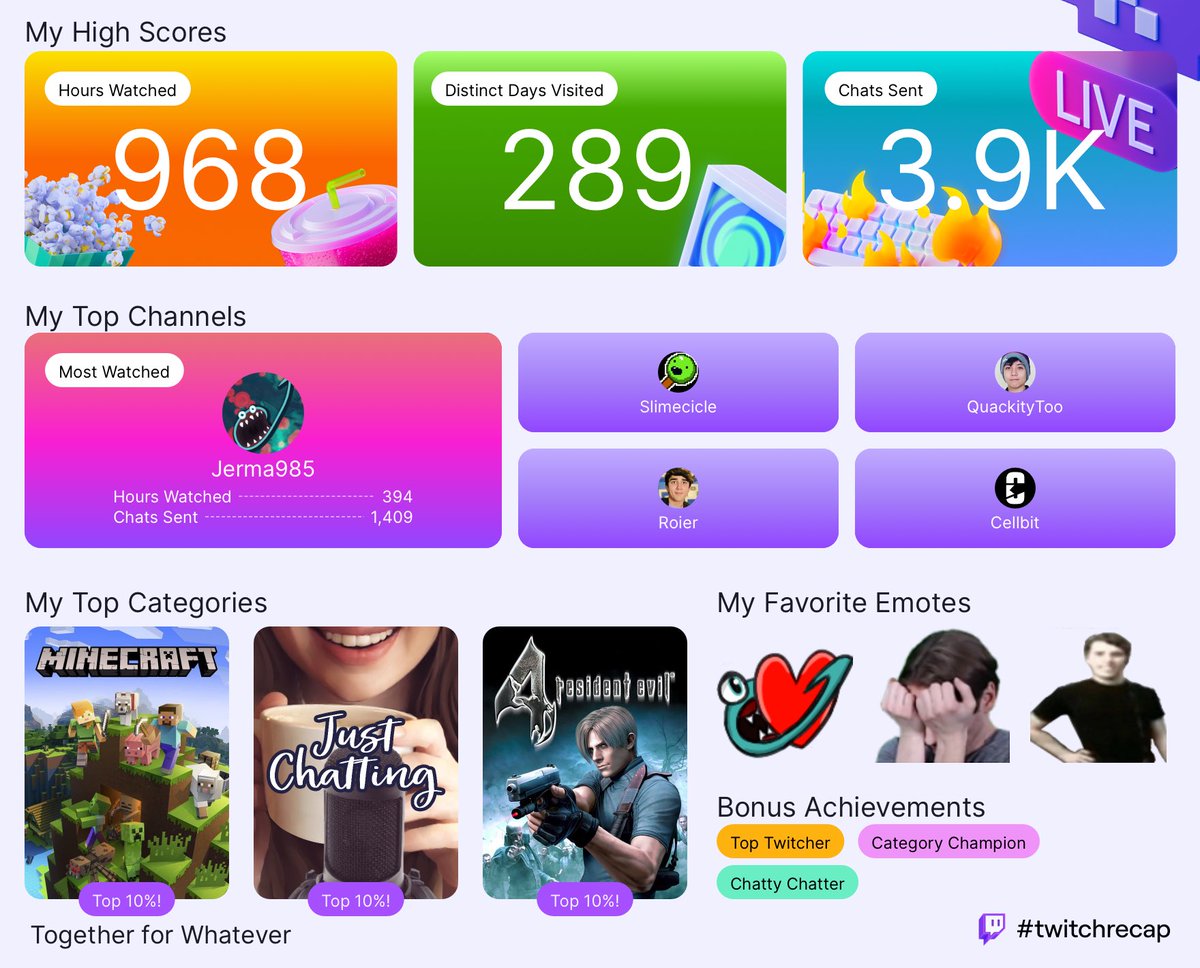 My High Scores
Hours Watched
968
Distinct Days Visited
289
Chats Sent
3.9K
LIVE
My Top Channels
Most Watched
Jerma985
Hours Watched 394
Chats Sent 1,409
Slimecicle
QuackityToo
Roier
Cellbit
My Top Categories
MINECRAFT
Top 10%!
Just
Chatting
Top 10%!
4 resident evil
Top 10%!
My Favorite Emotes
Bonus Achievements
Top Twitcher
Category Champion
Chatty Chatter
Together for Whatever
#twitchrecap